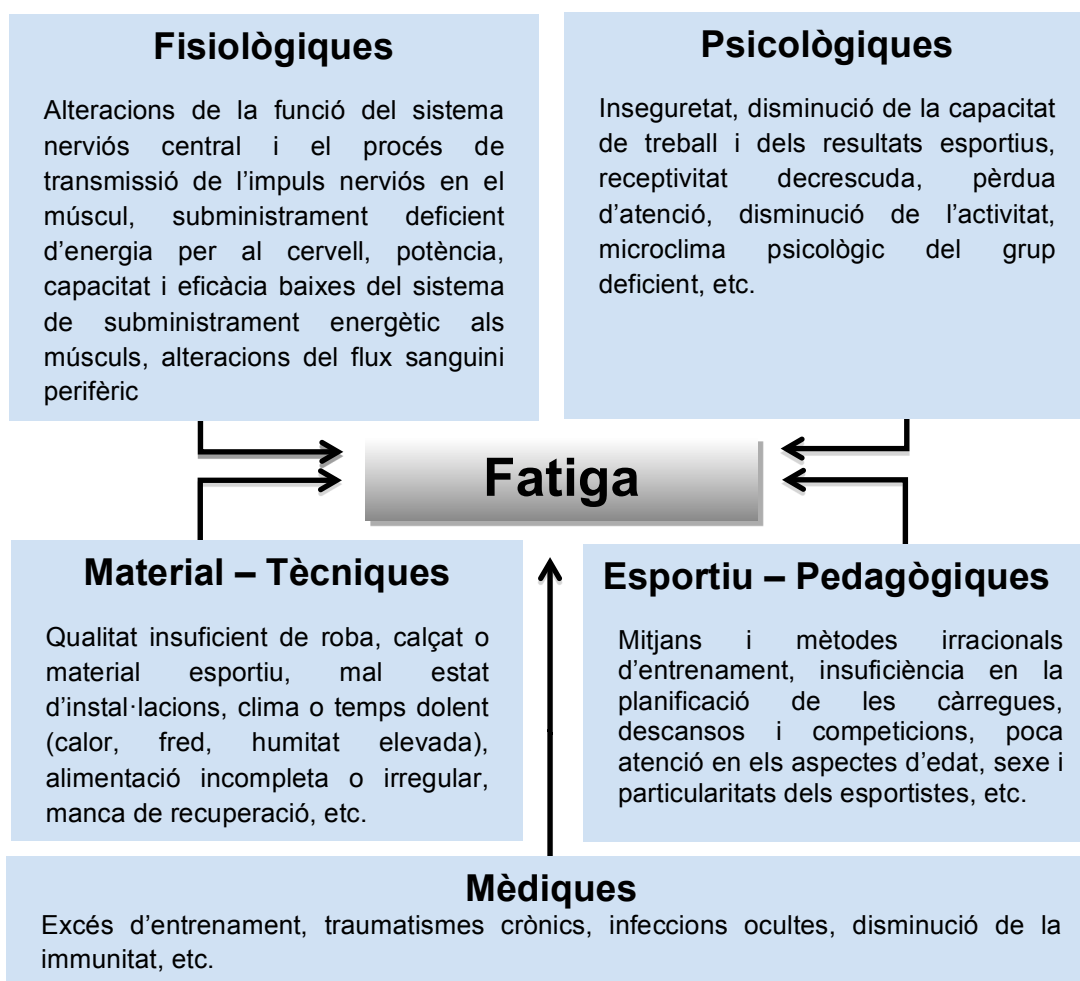 Fisiològiques
Alteracions de la funció del sistema
nerviós central i el procés de
transmissió de l’impuls nerviós en el
múscul, subministrament deficient
d’energia per al cervell, potència,
capacitat i eficàcia baixes del sistema
de subministrament energètic als
músculs, alteracions del flux sanguini
perifèric
Psicològiques
Inseguretat, disminució de la capacitat
de treball i dels resultats esportius,
receptivitat decrescuda, pèrdua
d’atenció, disminució de l’activitat,
microclima psicològic del grup
deficient, etc.
Fatiga
Material – Tècniques
Qualitat insuficient de roba, calçat o
material esportiu, mal estat
d’instal·lacions, clima o temps dolent
(calor, fred, humitat elevada),
alimentació incompleta o irregular,
manca de recuperació, etc.
Esportiu – Pedagògiques
Mitjans i mètodes irracionals
d’entrenament, insuficiència en la
planificació de les càrregues,
descansos i competicions, poca
atenció en els aspectes d’edat, sexe i
particularitats dels esportistes, etc.
Mèdiques
Excés d’entrenament, traumatismes crònics, infeccions ocultes, disminució de la
immunitat, etc.